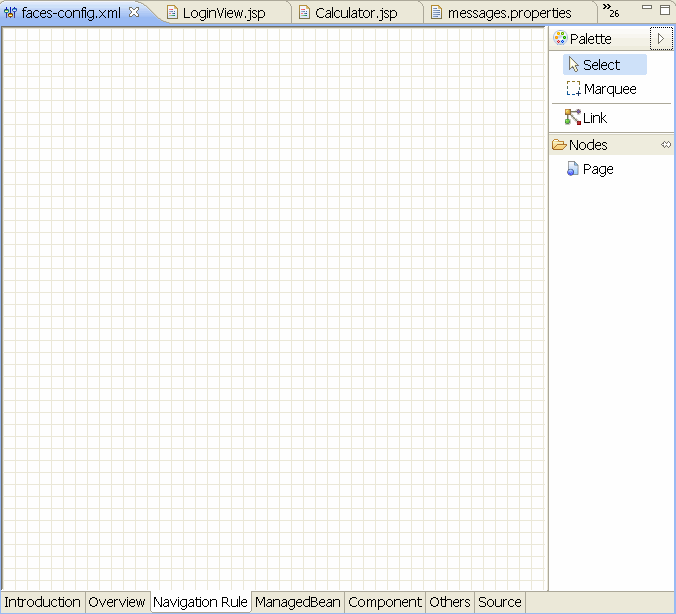 faces-config.xml LoginView.jsp Calculator.jsp messages.properties »26
Palette
Select
Marquee
Link
Nodes
Page
Introduction Overview Navigation Rule ManagedBean Component Others Source